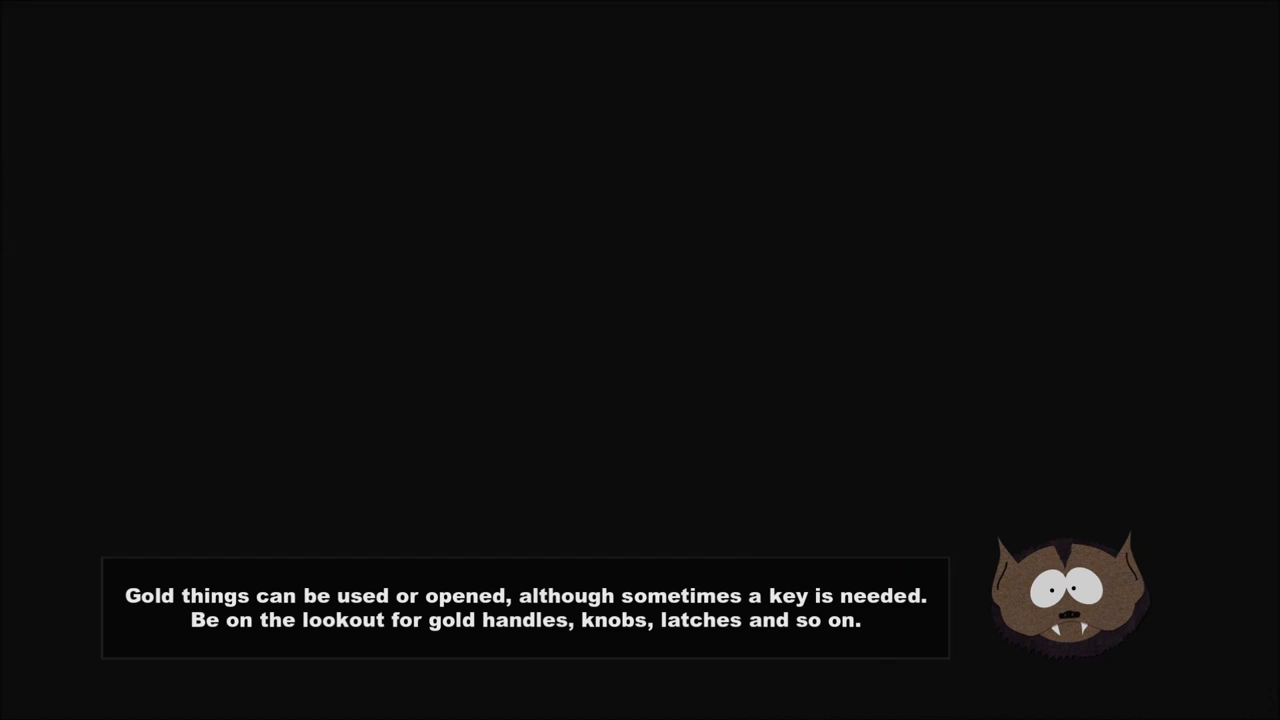 Gold things can be used or opened, although sometimes a key is needed.
Be on the lookout for gold handles, knobs, latches and so on.